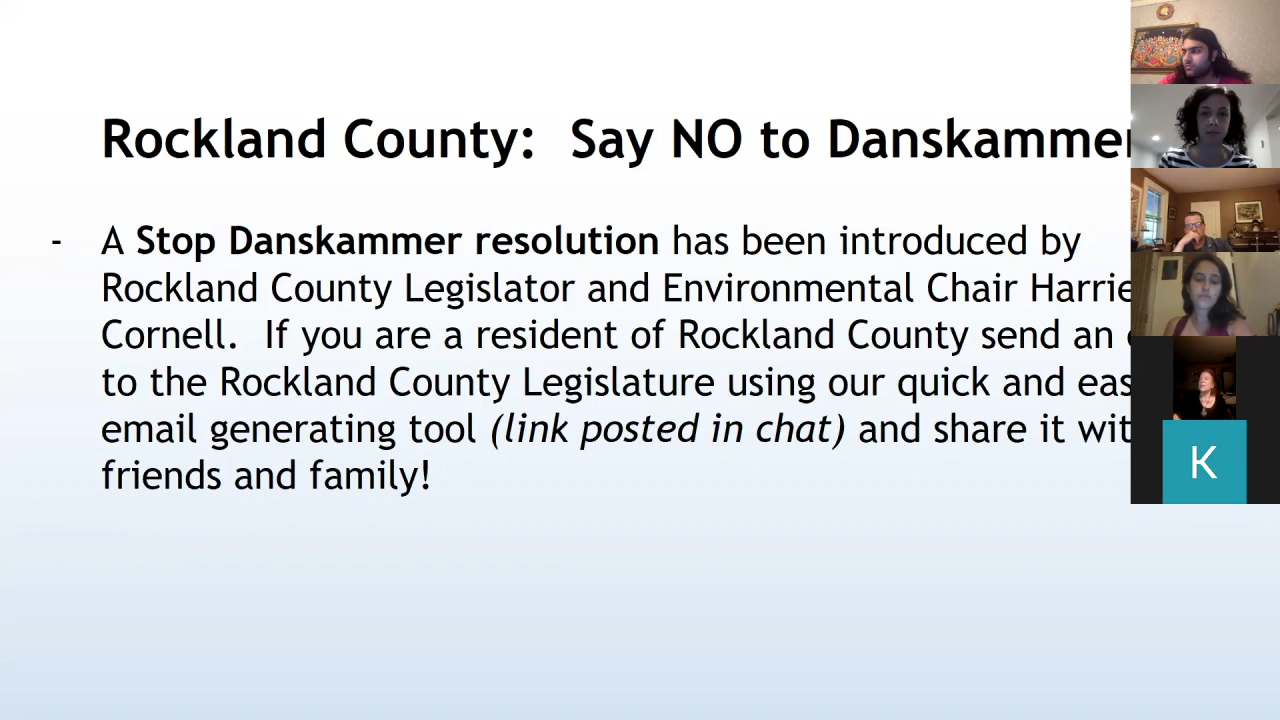 Rockland County:  Say NO to Danskammer
- A Stop Danskammer resolution has been introduced by
Rockland County Legislator and Environmental Chair Harrie
Cornell.  If you are a resident of Rockland County send an
to the Rockland County Legislature using our quick and eas
email generating tool (link posted in chat) and share it wit
friends and family!
K